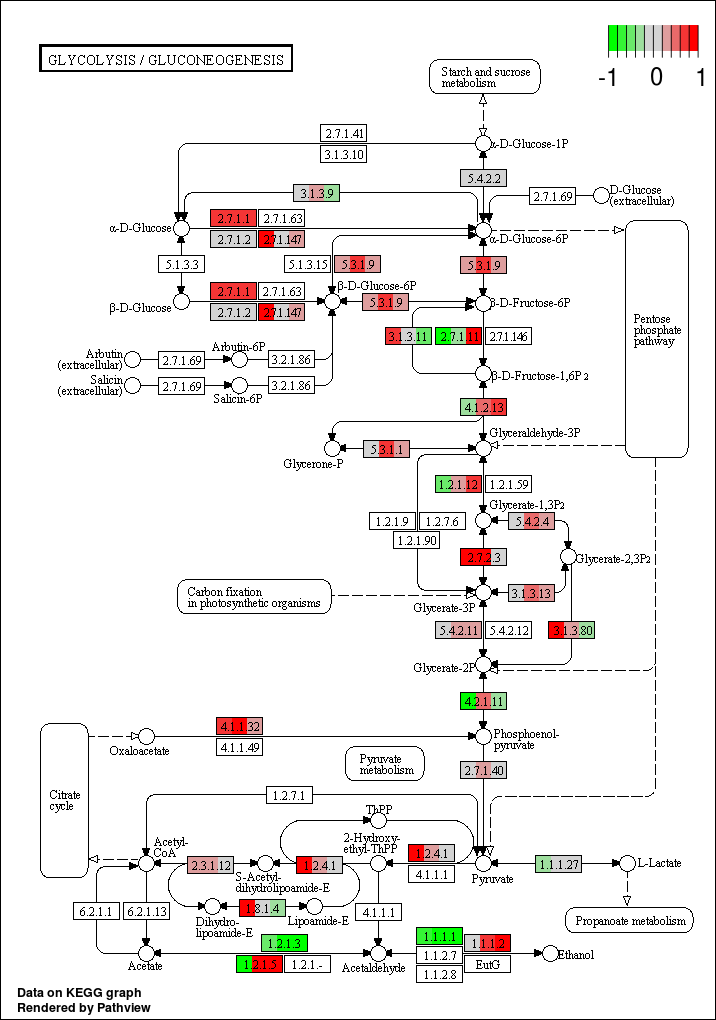 GLYCOLYSIS / GLUCONEOGENESIS
-1 0 1
Starch and sucrose
metabolism
2.7.1.41
3.1.3.10
α-D-Glucose-1P
5.4.2.2
3.1.3.9
2.7.1.69
D-Glucose
(extracellular)
α-D-Glucose
2.7.1.1
2.7.1.63
2.7.1.2
2.7.1.147
α-D-Glucose-6P
5.1.3.3
5.1.3.15
5.3.1.9
5.3.1.9
β-D-Glucose
2.7.1.1
2.7.1.63
2.7.1.2
2.7.1.147
β-D-Glucose-6P
5.3.1.9
β-D-Fructose-6P
Pentose
phosphate
pathway
3.1.3.11
2.7.1.11
2.7.1.146
Arbutin
(extracellular)
2.7.1.69
Arbutin-6P
3.2.1.86
Salicin
(extracellular)
2.7.1.69
Salicin-6P
3.2.1.86
β-D-Fructose-1,6P2
4.1.2.13
Glyceraldehyde-3P
Glycerone-P
5.3.1.1
1.2.1.12
1.2.1.59
Glycerate-1,3P2
1.2.1.9
1.2.7.6
1.2.1.90
5.4.2.4
2.7.2.3
Glycerate-2,3P2
Carbon fixation
in photosynthetic organisms
3.1.3.13
Glycerate-3P
5.4.2.11
5.4.2.12
3.1.3.80
Glycerate-2P
4.2.1.11
4.1.1.32
4.1.1.49
Oxaloacetate
Phosphoenol-
pyruvate
Pyruvate
metabolism
2.7.1.40
Citrate
cycle
1.2.7.1
ThPP
2-Hydroxy-
ethyl-ThPP
Acetyl-
CoA
2.3.1.12
S-Acetyl-
dihydrolipoamide-E
1.2.4.1
1.2.4.1
4.1.1.1
Pyruvate
1.1.1.27
L-Lactate
6.2.1.1
6.2.1.13
Dihydro-
lipoamide-E
1.8.1.4
Lipoamide-E
4.1.1.1
Propanoate metabolism
Acetate
1.2.1.3
1.2.1.5
1.2.1.-
Acetaldehyde
1.1.1.1
1.1.1.2
1.1.2.7
EutG
1.1.2.8
Ethanol
Data on KEGG graph
Rendered by Pathview